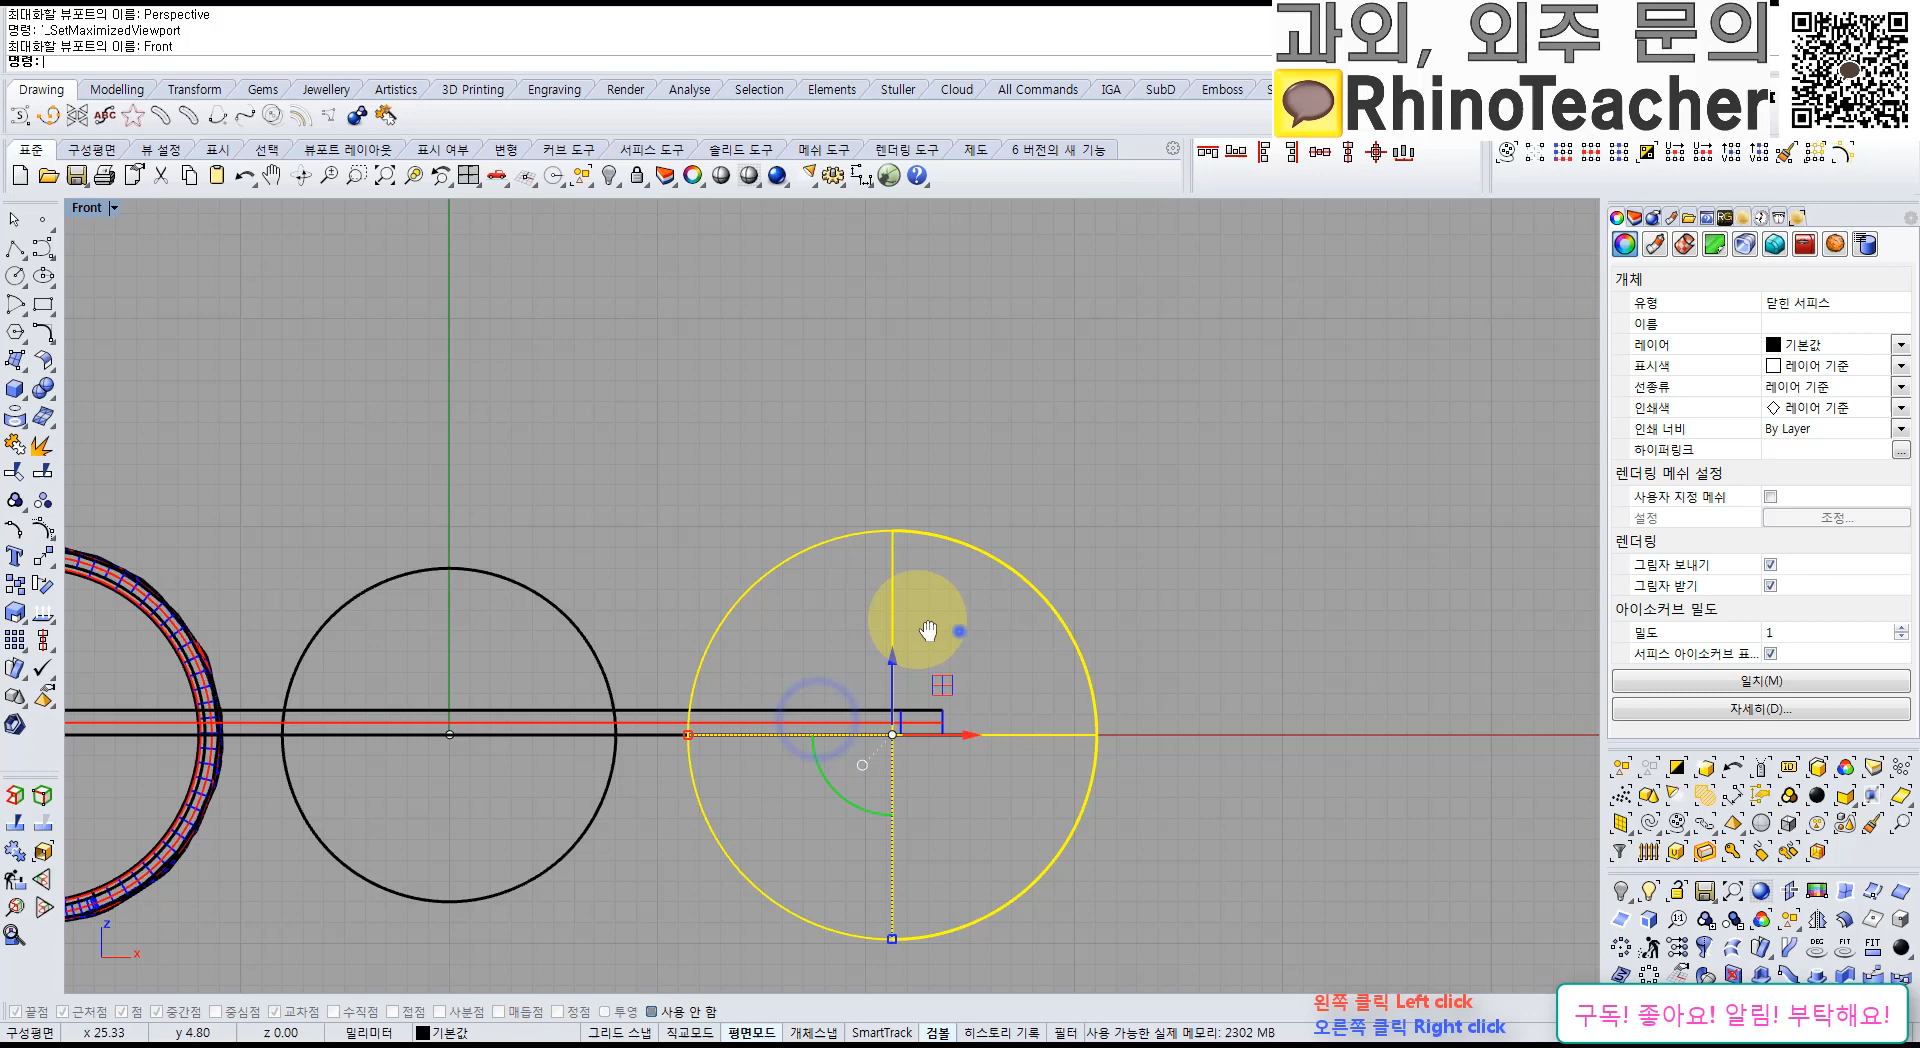 최대화할 뷰포트의 이름: Perspective
명령: '_SetMaximizedViewport
최대화할 뷰포트의 이름: Front
명령:
과외, 외주 문의
RhinoTeacher
Drawing Modelling Transform Gems Jewellery Artistics 3D Printing Engraving Render Analyse Selection Elements Stuller Cloud All Commands IGA SubD Emboss S
표준 구성평면 뷰 설정 표시 선택 뷰포트 레이아웃 표시 여부 변형 커브 도구 서피스 도구 솔리드 도구 메쉬 도구 렌더링 도구 제도 6 버전의 새 기능
Front
개체
유형 닫힌 서피스
이름
레이어 기본값
표시색 레이어 기준
선종류 레이어 기준
인쇄색 레이어 기준
인쇄 너비 By Layer
하이퍼링크 ...
렌더링 메쉬 설정
사용자 지정 메쉬
설정 조정...
렌더링
그림자 보내기
그림자 받기
아이소커브 밀도
밀도 1
서피스 아이소커브 표...
일치(M)
자세히(D)...
z
x
끝점 근처점 점 중간점 중심점 교차점 수직점 접점 사분점 매듭점 정점 투영 사용 안 함
왼쪽 클릭 Left click
오른쪽 클릭 Right click
구독! 좋아요! 알림! 부탁해요!
구성평면 x 25.33 y 4.80 z 0.00 밀리미터 기본값 그리드 스냅 직교모드 평면모드 개체스냅 SmartTrack 검볼 히스토리 기록 필터 사용 가능한 실제 메모리: 2302 MB